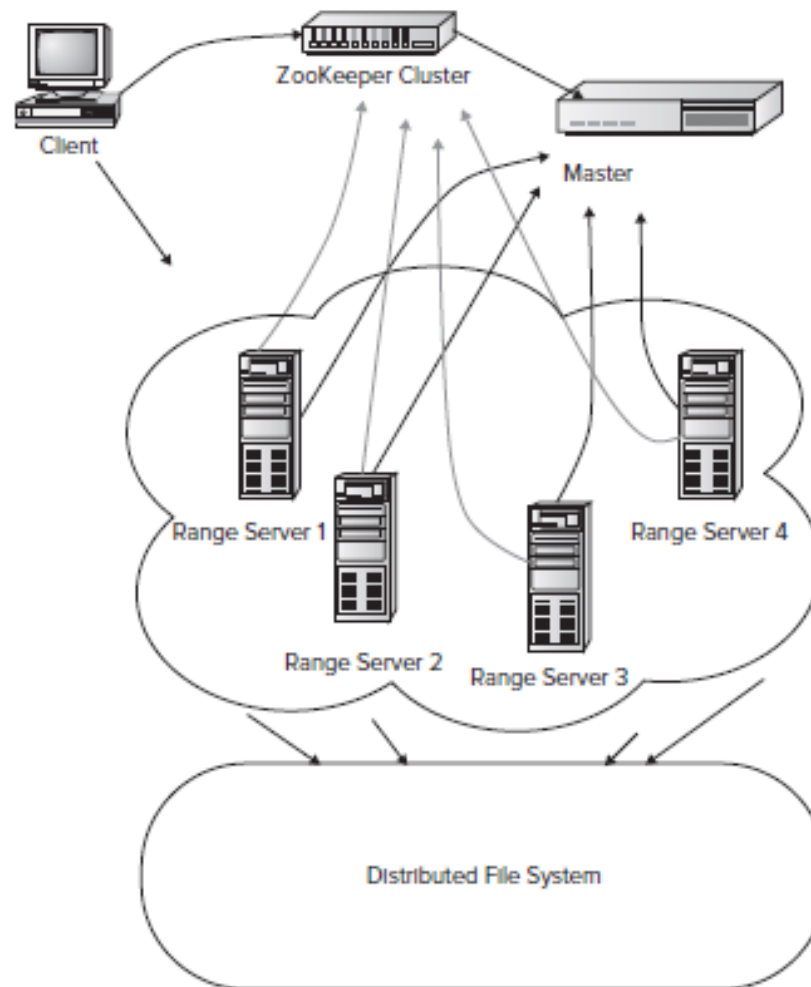 ZooKeeper Cluster
Client
Master
Range Server 1
Range Server 4
Range Server 2
Range Server 3
Distributed File System